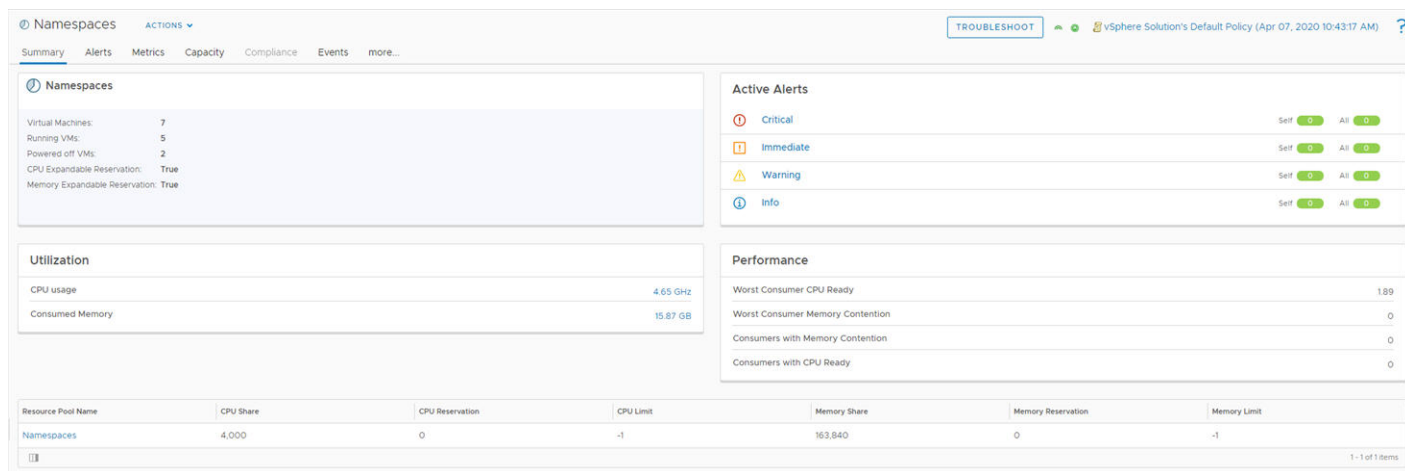 Namespaces ACTIONS TROUBLESHOOT vSphere Solution's Default Policy (Apr 07, 2020 10:43:17 AM) ?
Summary Alerts Metrics Capacity Compliance Events more...
Namespaces
Virtual Machines: 7
Running VMs: 5
Powered off VMs: 2
CPU Expandable Reservation: True
Memory Expandable Reservation: True
Active Alerts
Critical Self 0 All 0
Immediate Self 0 All 0
Warning Self 0 All 0
Info Self 0 All 0
Utilization
CPU usage 4.65 GHz
Consumed Memory 15.87 GB
Performance
Worst Consumer CPU Ready 1.89
Worst Consumer Memory Contention 0
Consumers with Memory Contention 0
Consumers with CPU Ready 0
Resource Pool Name CPU Share CPU Reservation CPU Limit Memory Share Memory Reservation Memory Limit
Namespaces 4,000 0 -1 163,840 0 -1
1 - 1 of 1 items